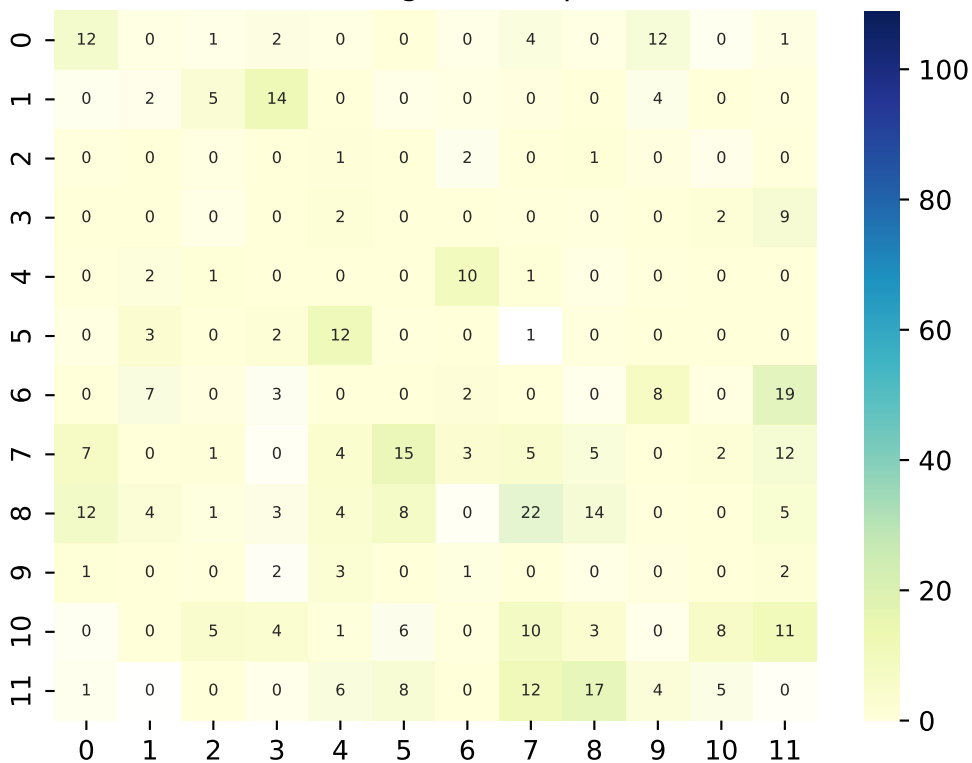 0 12 0 1 2 0 0 0 4 0 12 0 1
1 0 2 5 14 0 0 0 0 0 4 0 0
2 0 0 0 0 1 0 2 0 1 0 0 0
3 0 0 0 0 2 0 0 0 0 0 2 9
4 0 2 1 0 0 0 10 1 0 0 0 0
5 0 3 0 2 12 0 0 1 0 0 0 0
6 0 7 0 3 0 0 2 0 0 8 0 19
7 7 0 1 0 4 15 3 5 5 0 2 12
8 12 4 1 3 4 8 0 22 14 0 0 5
9 1 0 0 2 3 0 1 0 0 0 0 2
10 0 0 5 4 1 6 0 10 3 0 8 11
11 1 0 0 0 6 8 0 12 17 4 5 0
0 1 2 3 4 5 6 7 8 9 10 11
100
80
60
40
20
0